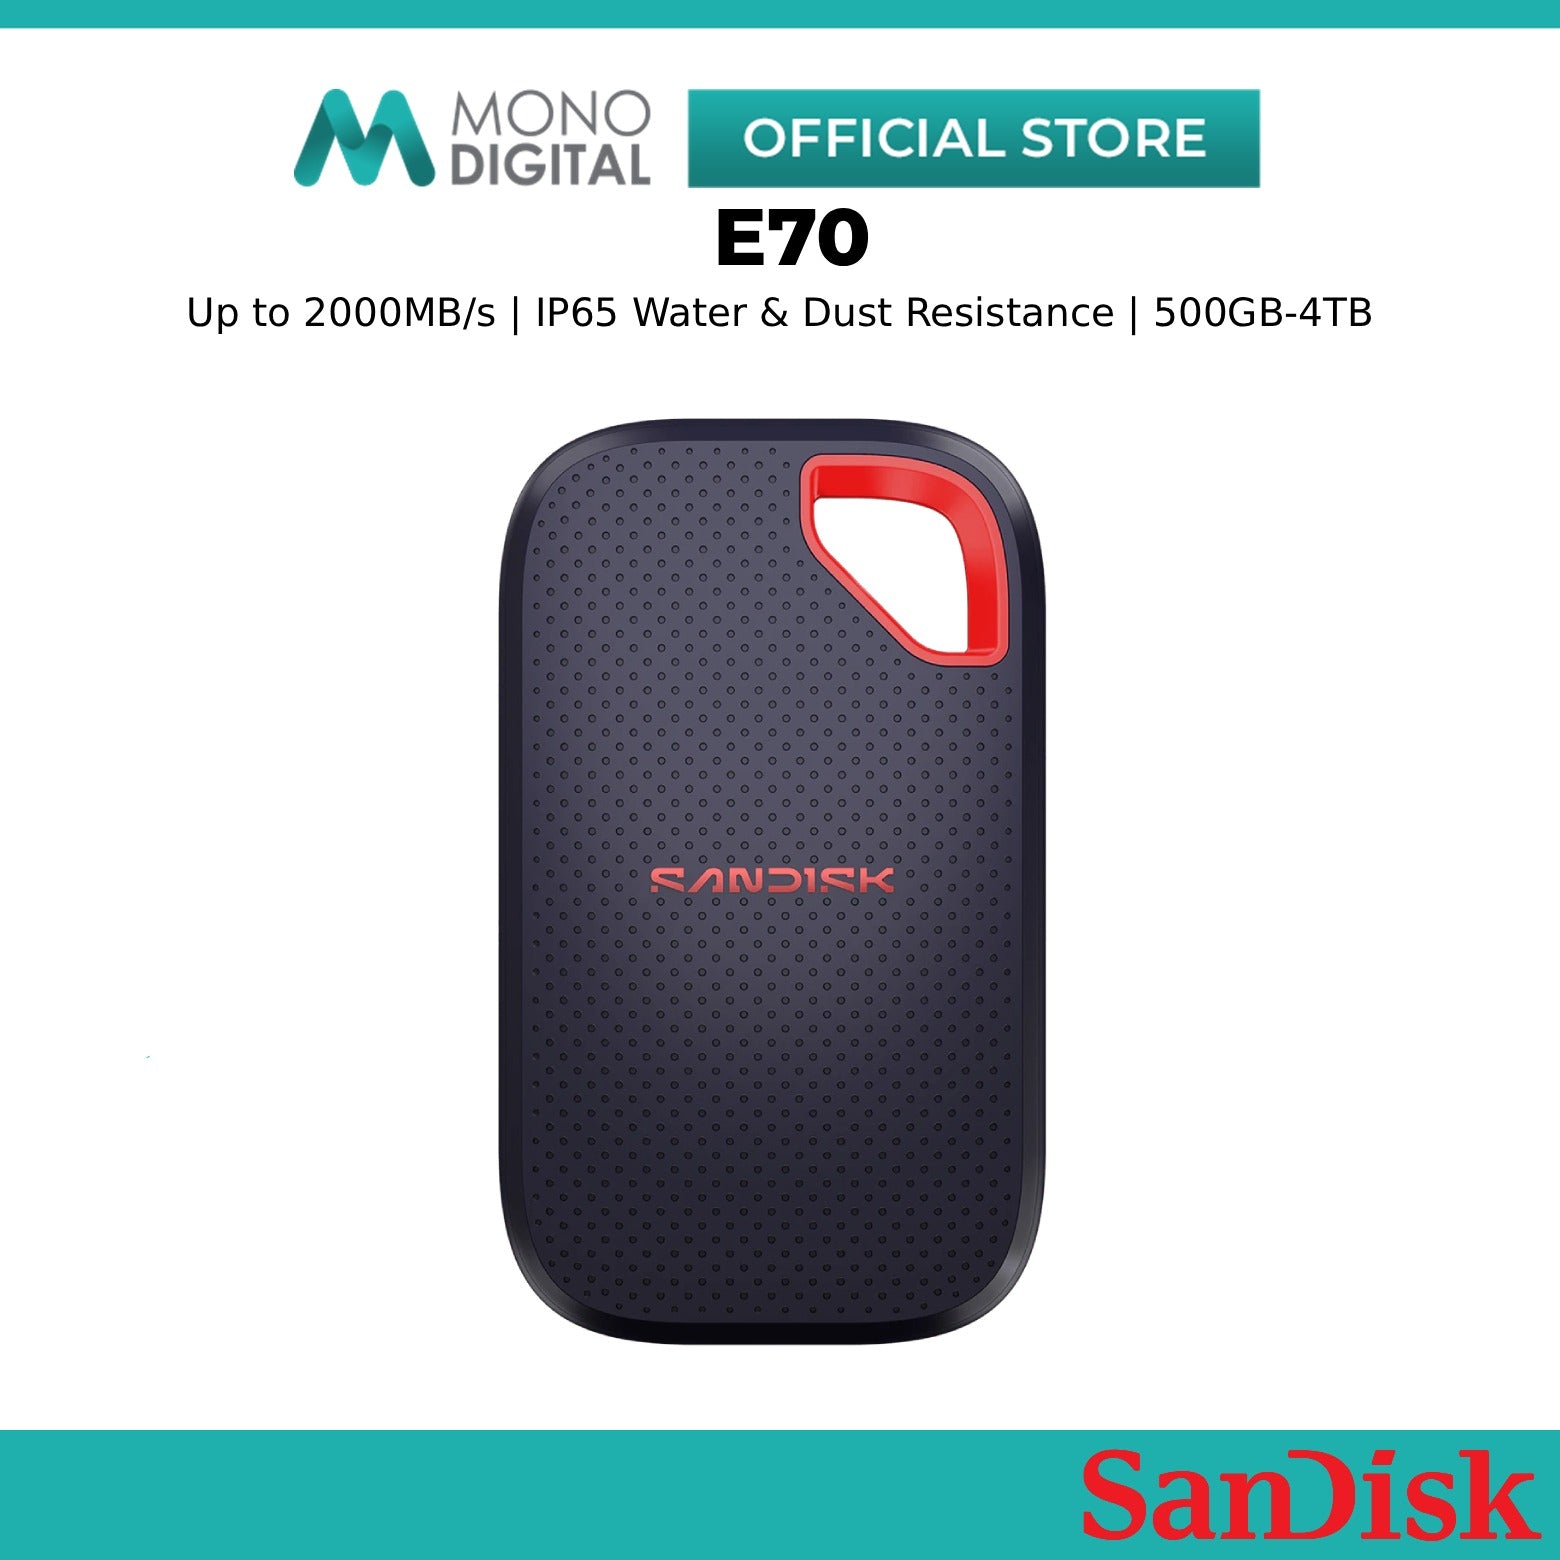 MONO
DIGITAL
OFFICIAL STORE
E70
Up to 2000MB/s | IP65 Water & Dust Resistance | 500GB-4TB
SANDISK
SanDisk